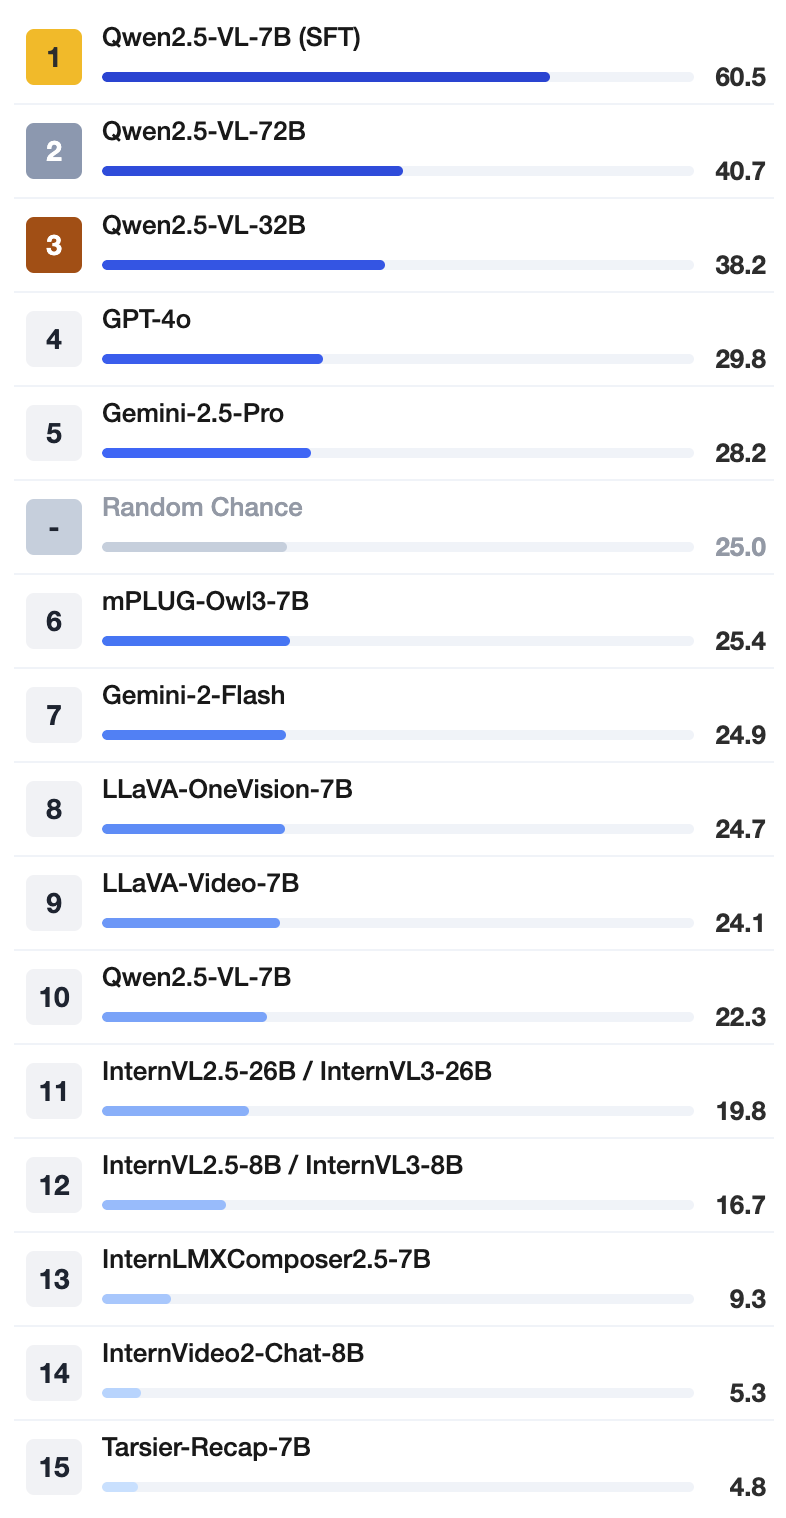 1
Qwen2.5-VL-7B (SFT)
60.5
2
Qwen2.5-VL-72B
40.7
3
Qwen2.5-VL-32B
38.2
4
GPT-4o
29.8
5
Gemini-2.5-Pro
28.2
-
Random Chance
25.0
6
mPLUG-Owl3-7B
25.4
7
Gemini-2-Flash
24.9
8
LLaVA-OneVision-7B
24.7
9
LLaVA-Video-7B
24.1
10
Qwen2.5-VL-7B
22.3
11
InternVL2.5-26B / InternVL3-26B
19.8
12
InternVL2.5-8B / InternVL3-8B
16.7
13
InternLMXComposer2.5-7B
9.3
14
InternVideo2-Chat-8B
5.3
15
Tarsier-Recap-7B
4.8